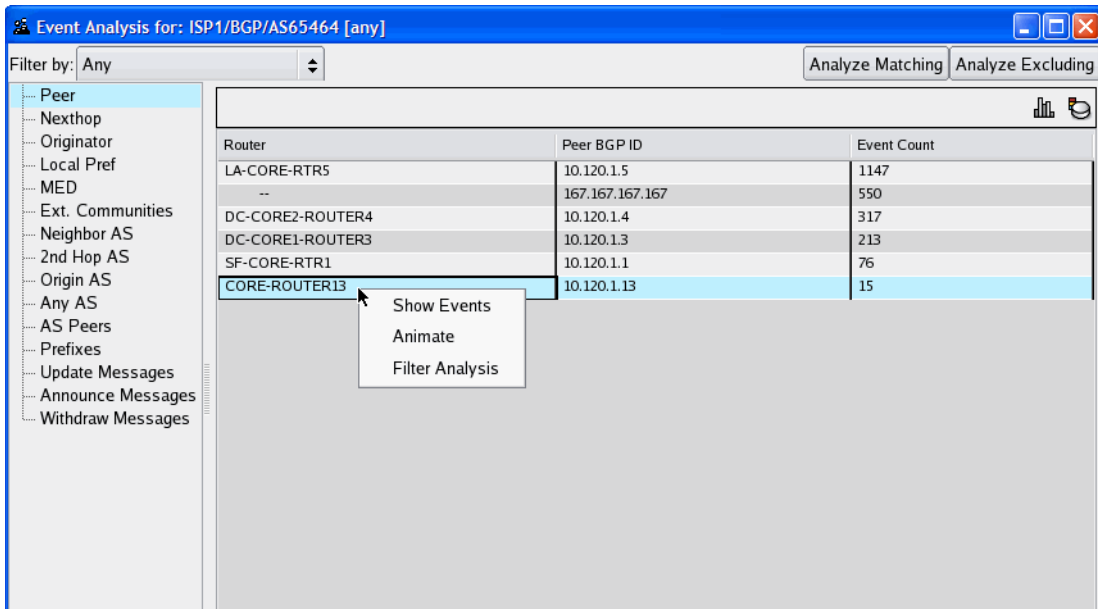 Event Analysis for: ISP1/BGP/AS65464 [any]
Filter by: Any
Analyze Matching
Analyze Excluding
Peer
Nexthop
Originator
Local Pref
MED
Ext. Communities
Neighbor AS
2nd Hop AS
Origin AS
Any AS
AS Peers
Prefixes
Update Messages
Announce Messages
Withdraw Messages
Router Peer BGP ID Event Count
LA-CORE-RTR5 10.120.1.5 1147
-- 167.167.167.167 550
DC-CORE2-ROUTER4 10.120.1.4 317
DC-CORE1-ROUTER3 10.120.1.3 213
SF-CORE-RTR1 10.120.1.1 76
CORE-ROUTER13 10.120.1.13 15
Show Events
Animate
Filter Analysis